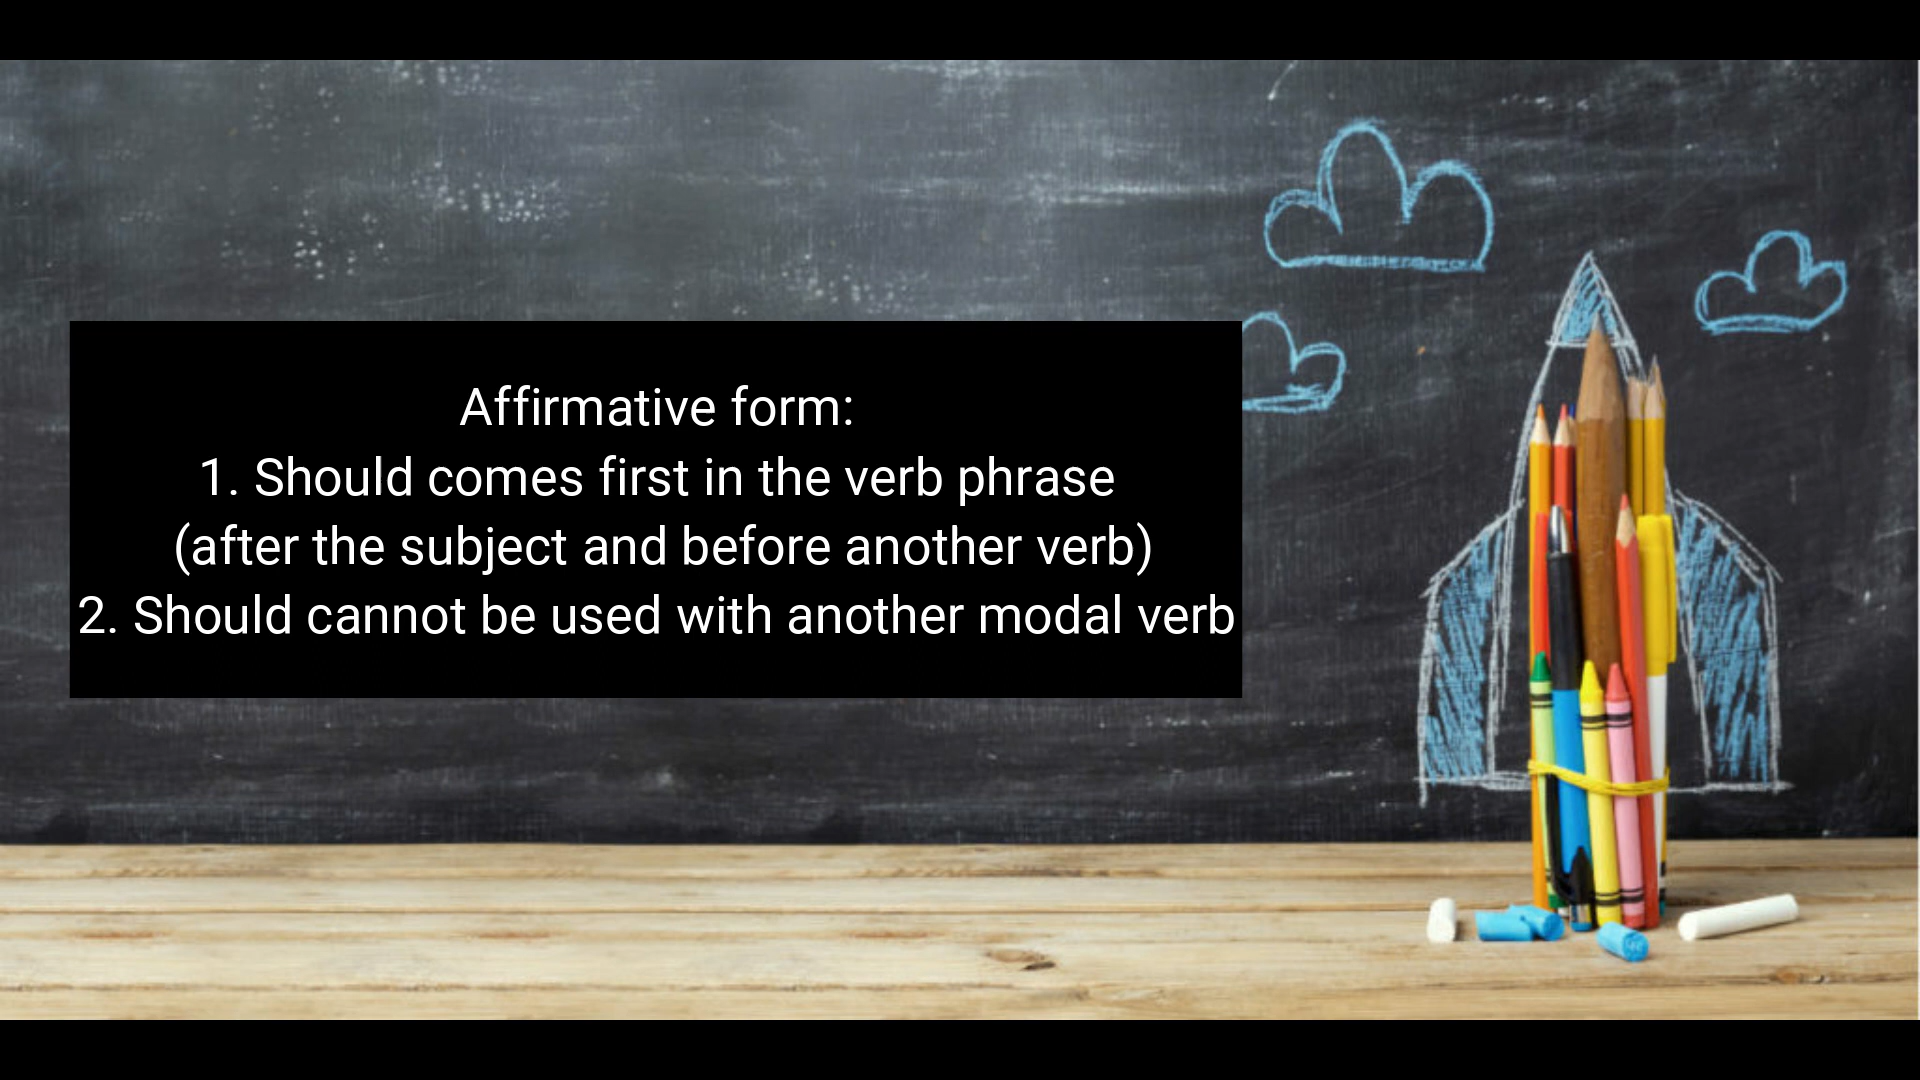 Affirmative form:
1. Should comes first in the verb phrase
(after the subject and before another verb)
2. Should cannot be used with another modal verb